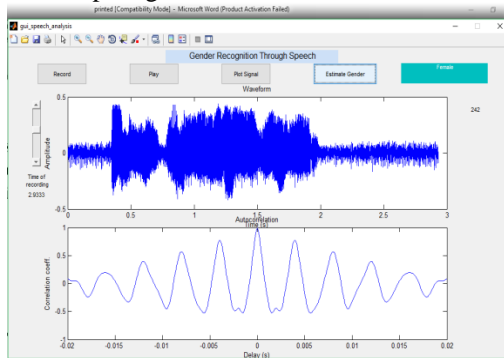 printed [Compatibility Mode] - Microsoft Word (Product Activation Failed)
gui_speech_analysis
Gender Recognition Through Speech
Record
Play
Plot Signal
Estimate Gender
Female
Waveform
242
0.5
0
-0.5
Amplitude
Time of
recording
2.9333
0 0.5 1 1.5 2 2.5 3
Time (s)
Autocorrelation
1
0.5
0
-0.5
-1
Correlation coeff.
-0.02 -0.015 -0.01 -0.005 0 0.005 0.01 0.015 0.02
Delay (s)